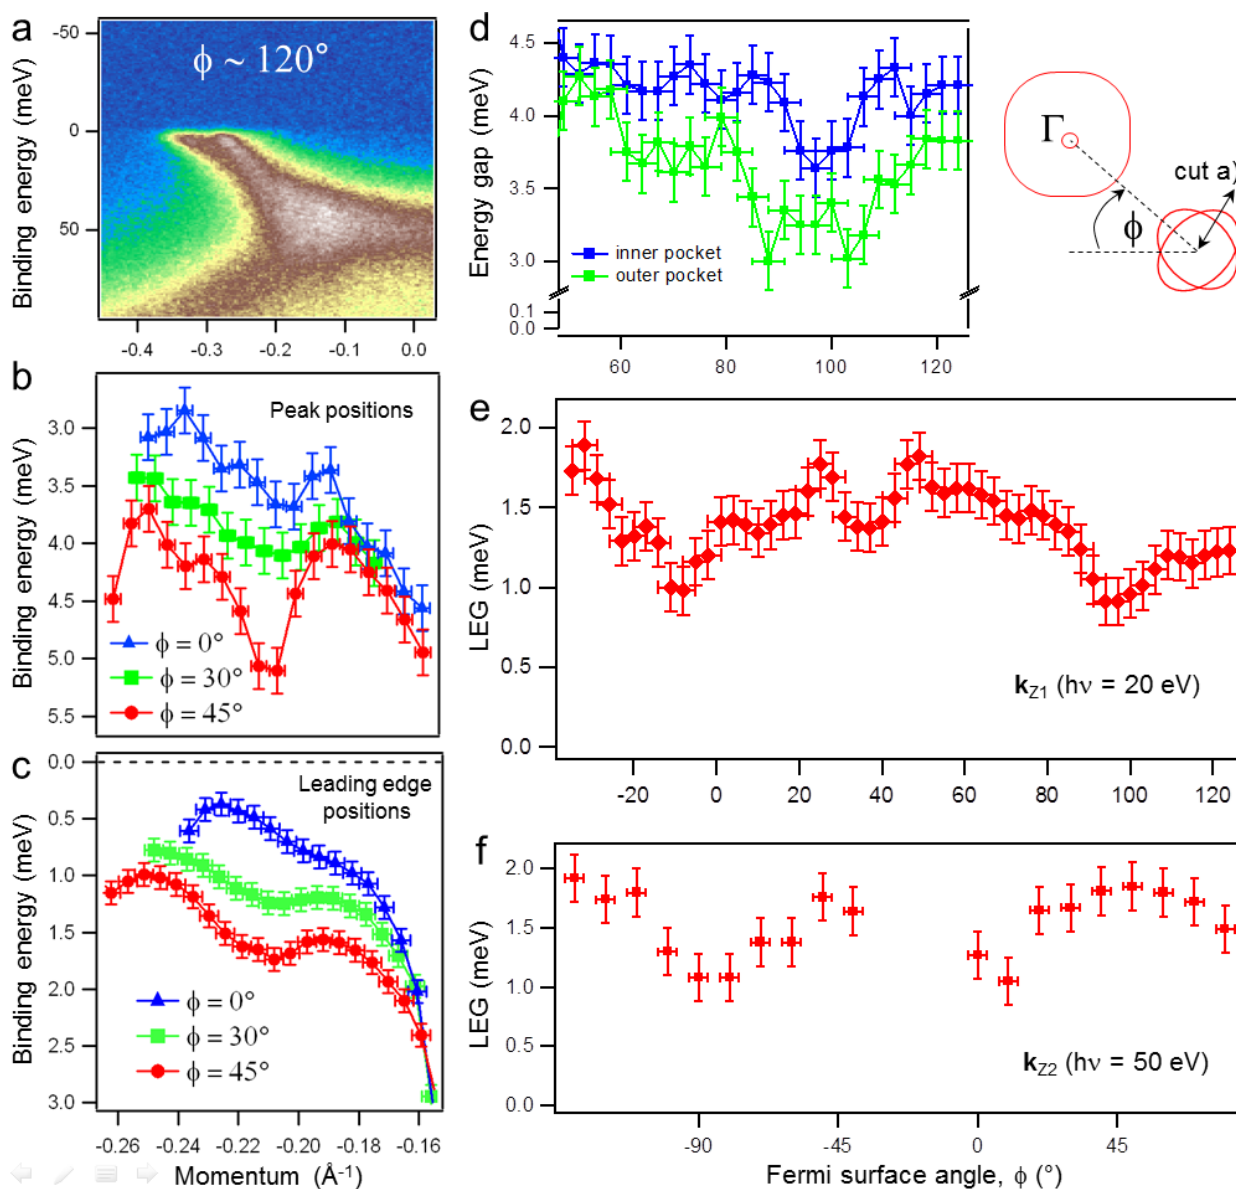 a
Binding energy (meV)
-50
0
50
ϕ ~ 120°
-0.4 -0.3 -0.2 -0.1 0.0
b
Binding energy (meV)
3.0
3.5
4.0
4.5
5.0
5.5
Peak positions
ϕ = 0°
ϕ = 30°
ϕ = 45°
c
Binding energy (meV)
0.0
0.5
1.0
1.5
2.0
2.5
3.0
Leading edge
positions
ϕ = 0°
ϕ = 30°
ϕ = 45°
-0.26 -0.24 -0.22 -0.20 -0.18 -0.16
Momentum (Å⁻¹)
d
Energy gap (meV)
4.5
4.0
3.5
3.0
0.1
0.0
inner pocket
outer pocket
60 80 100 120
Γ
cut a)
ϕ
e
LEG (meV)
2.0
1.5
1.0
0.5
0.0
k_Z1 (hν = 20 eV)
-20 0 20 40 60 80 100 120
f
LEG (meV)
2.0
1.5
1.0
0.5
0.0
k_Z2 (hν = 50 eV)
-90 -45 0 45
Fermi surface angle, ϕ (°)